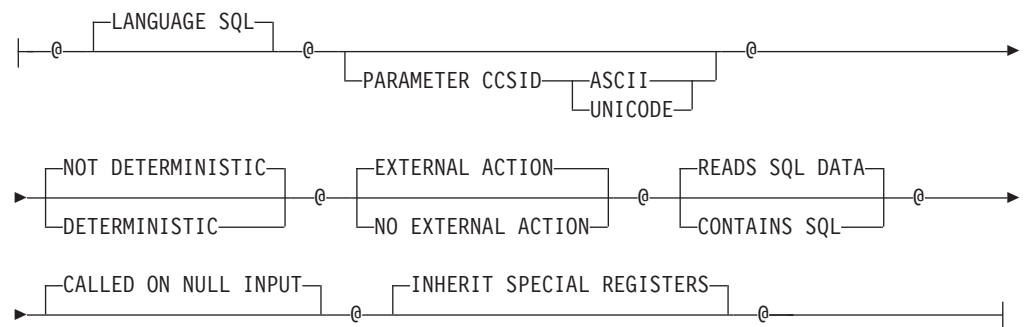 LANGUAGE SQL
@ @ @
PARAMETER CCSID ASCII
UNICODE
NOT DETERMINISTIC EXTERNAL ACTION READS SQL DATA
@ @ @
DETERMINISTIC NO EXTERNAL ACTION CONTAINS SQL
CALLED ON NULL INPUT INHERIT SPECIAL REGISTERS
@ @